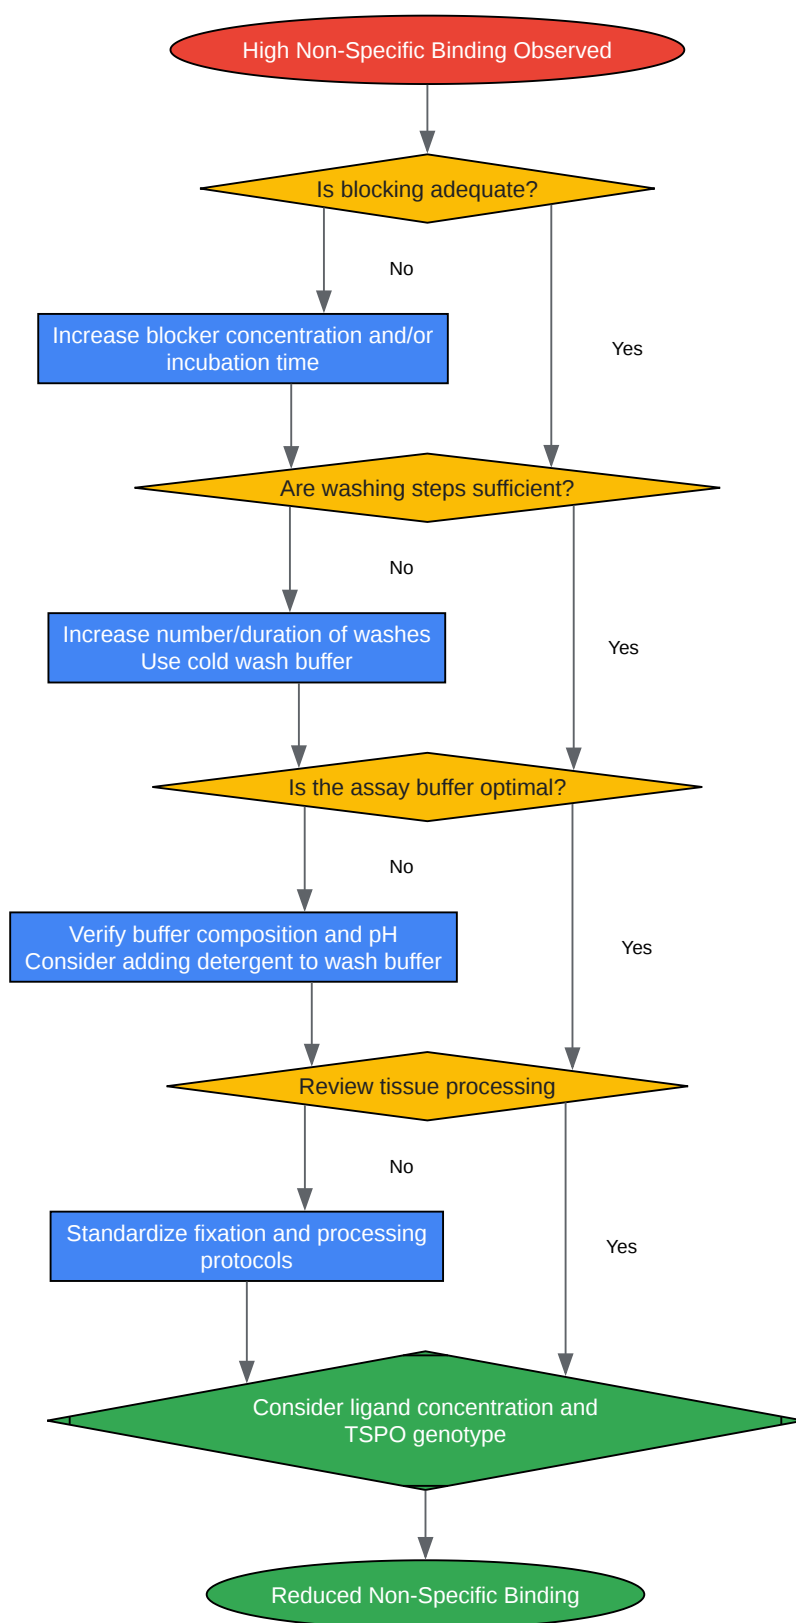 High Non-Specific Binding Observed
Is blocking adequate?
No
Increase blocker concentration and/or
incubation time
Yes
Are washing steps sufficient?
No
Increase number/duration of washes
Use cold wash buffer
Yes
Is the assay buffer optimal?
No
Verify buffer composition and pH
Consider adding detergent to wash buffer
Yes
Review tissue processing
No
Standardize fixation and processing
protocols
Yes
Consider ligand concentration and
TSPO genotype
Reduced Non-Specific Binding